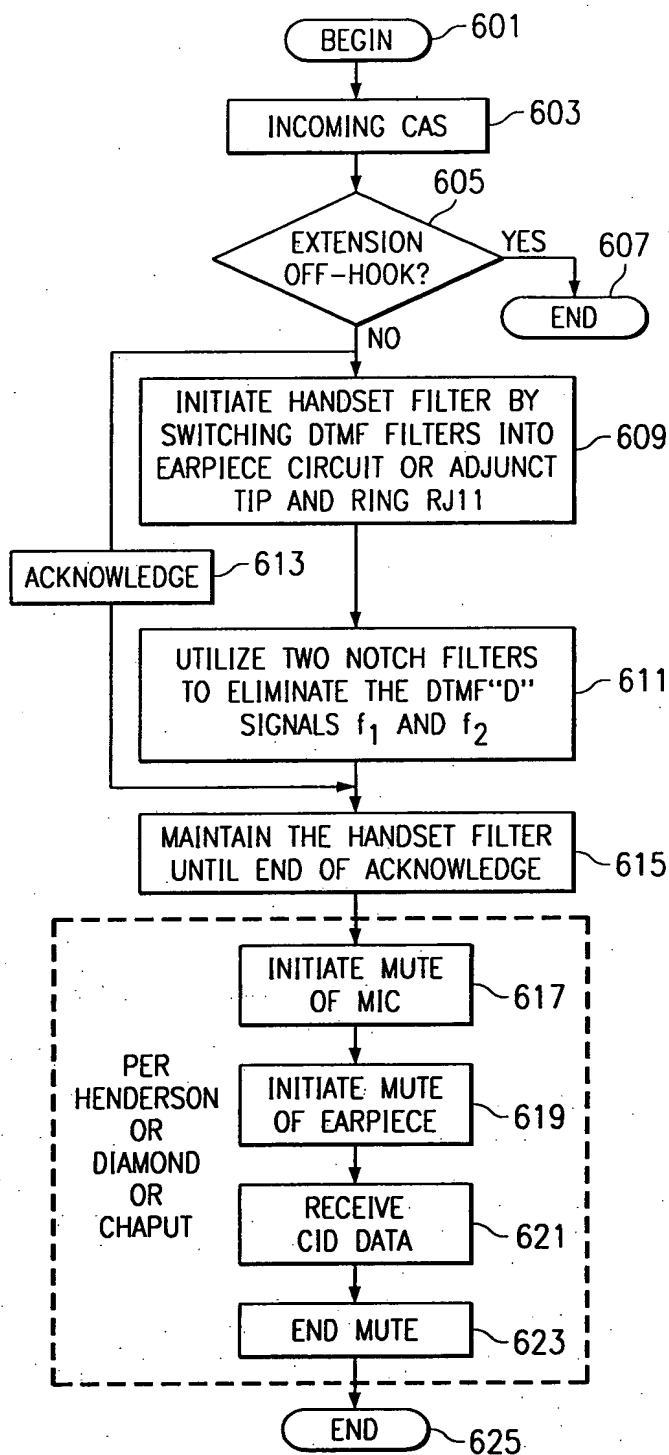 BEGIN
601
INCOMING CAS
603
605
EXTENSION
OFF-HOOK?
YES
607
END
NO
INITIATE HANDSET FILTER BY
SWITCHING DTMF FILTERS INTO
EARPIECE CIRCUIT OR ADJUNCT
TIP AND RING RJ11
609
ACKNOWLEDGE
613
UTILIZE TWO NOTCH FILTERS
TO ELIMINATE THE DTMF"D"
SIGNALS f1 AND f2
611
MAINTAIN THE HANDSET FILTER
UNTIL END OF ACKNOWLEDGE
615
PER
HENDERSON
OR
DIAMOND
OR
CHAPUT
INITIATE MUTE
OF MIC
617
INITIATE MUTE
OF EARPIECE
619
RECEIVE
CID DATA
621
END MUTE
623
END
625